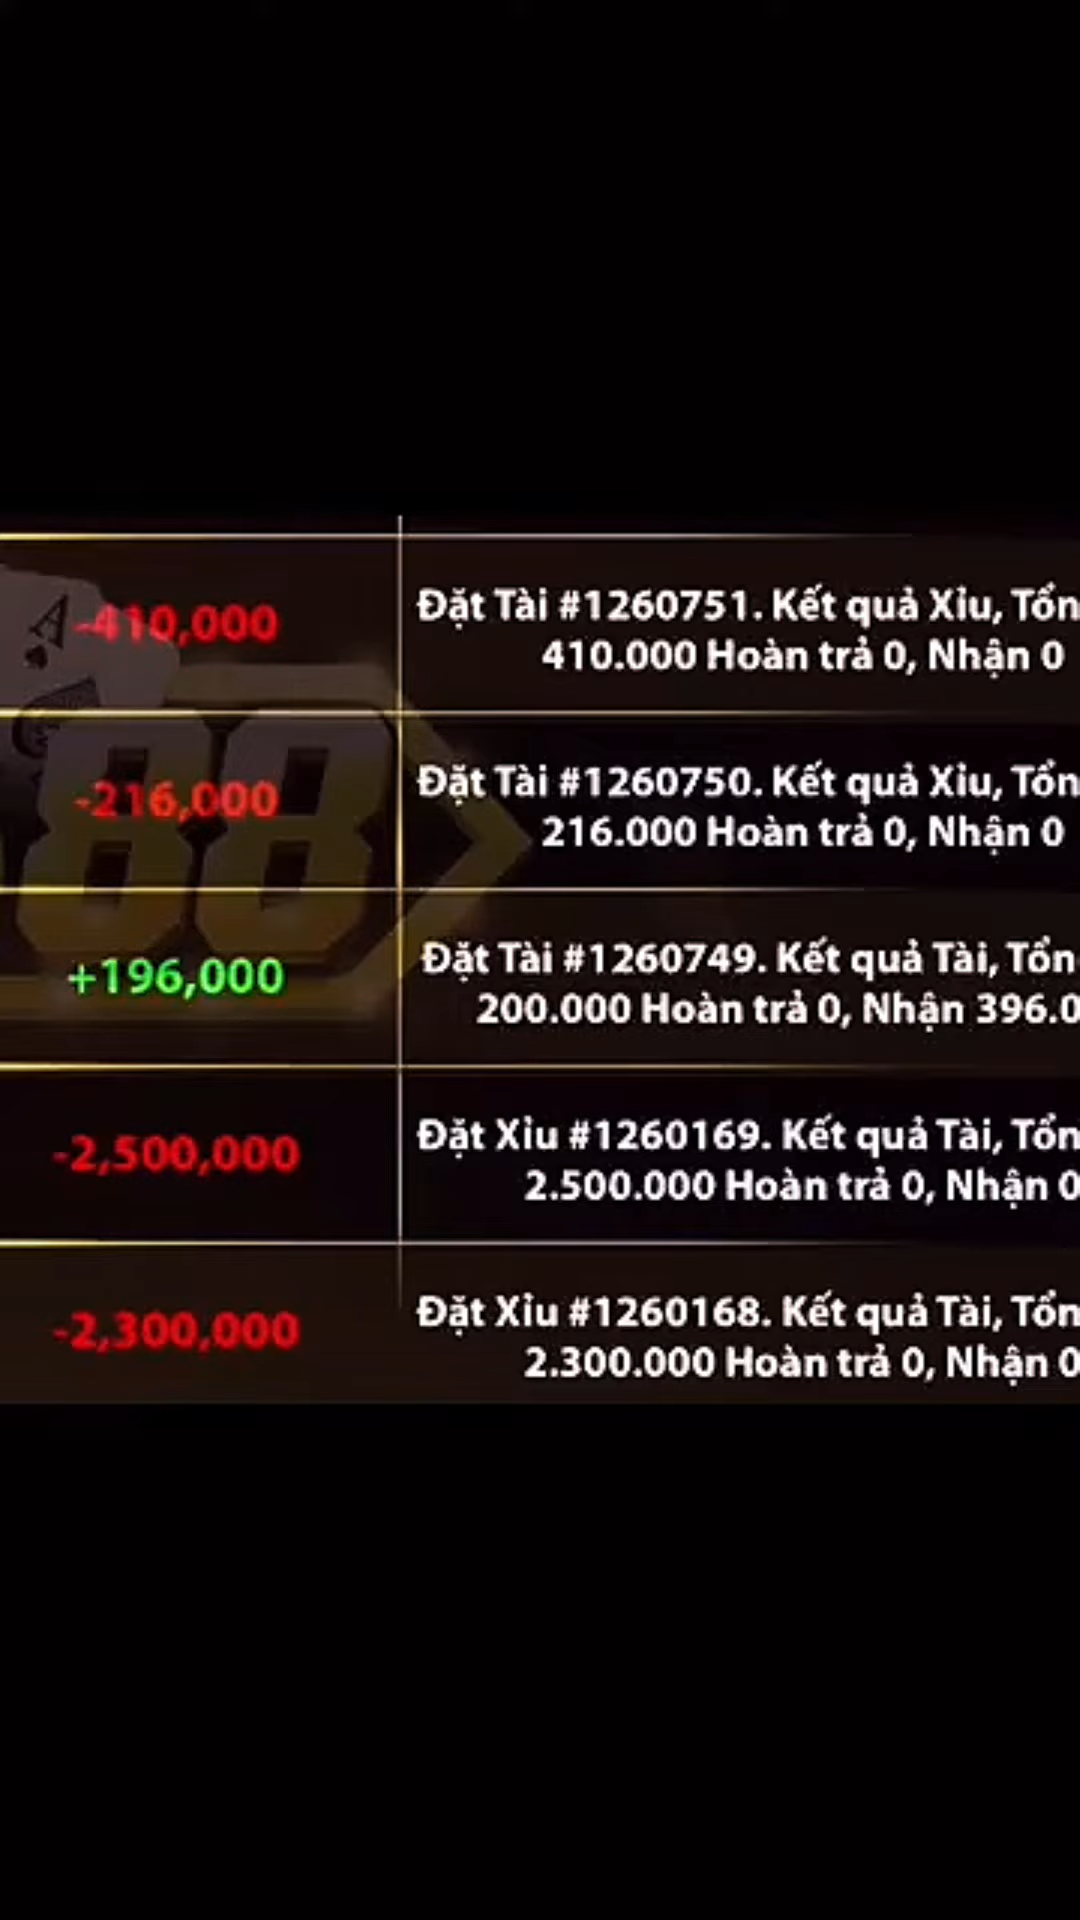 -410,000
Đặt Tài #1260751. Kết quả Xỉu, Tổn
410.000 Hoàn trả 0, Nhận 0
-216,000
Đặt Tài #1260750. Kết quả Xỉu, Tổn
216.000 Hoàn trả 0, Nhận 0
+196,000
Đặt Tài #1260749. Kết quả Tài, Tổn
200.000 Hoàn trả 0, Nhận 396.0
-2,500,000
Đặt Xỉu #1260169. Kết quả Tài, Tổn
2.500.000 Hoàn trả 0, Nhận 0
-2,300,000
Đặt Xỉu #1260168. Kết quả Tài, Tổn
2.300.000 Hoàn trả 0, Nhận 0
A
88